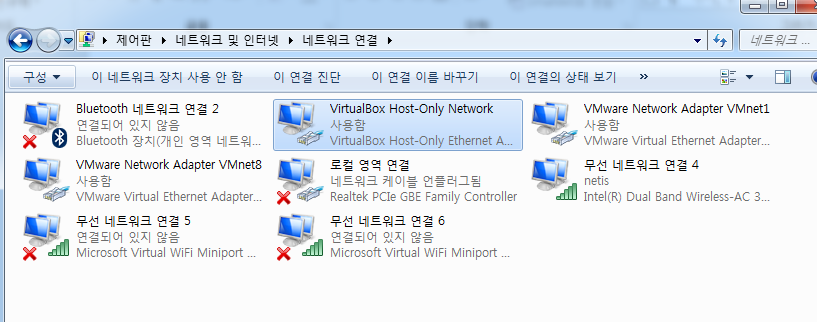 제어판 네트워크 및 인터넷 네트워크 연결 네트워크 ...
구성 이 네트워크 장치 사용 안 함 이 연결 진단 이 연결 이름 바꾸기 이 연결의 상태 보기 »
Bluetooth 네트워크 연결 2
연결되어 있지 않음
Bluetooth 장치(개인 영역 네트워...
VirtualBox Host-Only Network
사용함
VirtualBox Host-Only Ethernet A...
VMware Network Adapter VMnet1
사용함
VMware Virtual Ethernet Adapter...
VMware Network Adapter VMnet8
사용함
VMware Virtual Ethernet Adapter...
로컬 영역 연결
네트워크 케이블 언플러그됨
Realtek PCIe GBE Family Controller
무선 네트워크 연결 4
netis
Intel(R) Dual Band Wireless-AC 3...
무선 네트워크 연결 5
연결되어 있지 않음
Microsoft Virtual WiFi Miniport ...
무선 네트워크 연결 6
연결되어 있지 않음
Microsoft Virtual WiFi Miniport ...